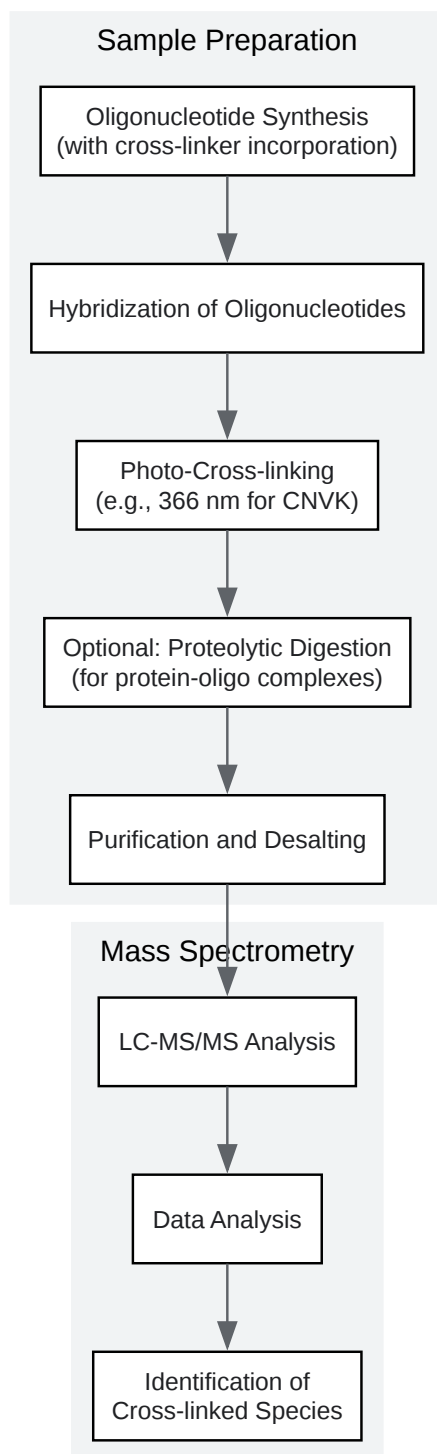 Sample Preparation
Oligonucleotide Synthesis
(with cross-linker incorporation)
Hybridization of Oligonucleotides
Photo-Cross-linking
(e.g., 366 nm for CNVK)
Optional: Proteolytic Digestion
(for protein-oligo complexes)
Purification and Desalting
Mass Spectrometry
LC-MS/MS Analysis
Data Analysis
Identification of
Cross-linked Species